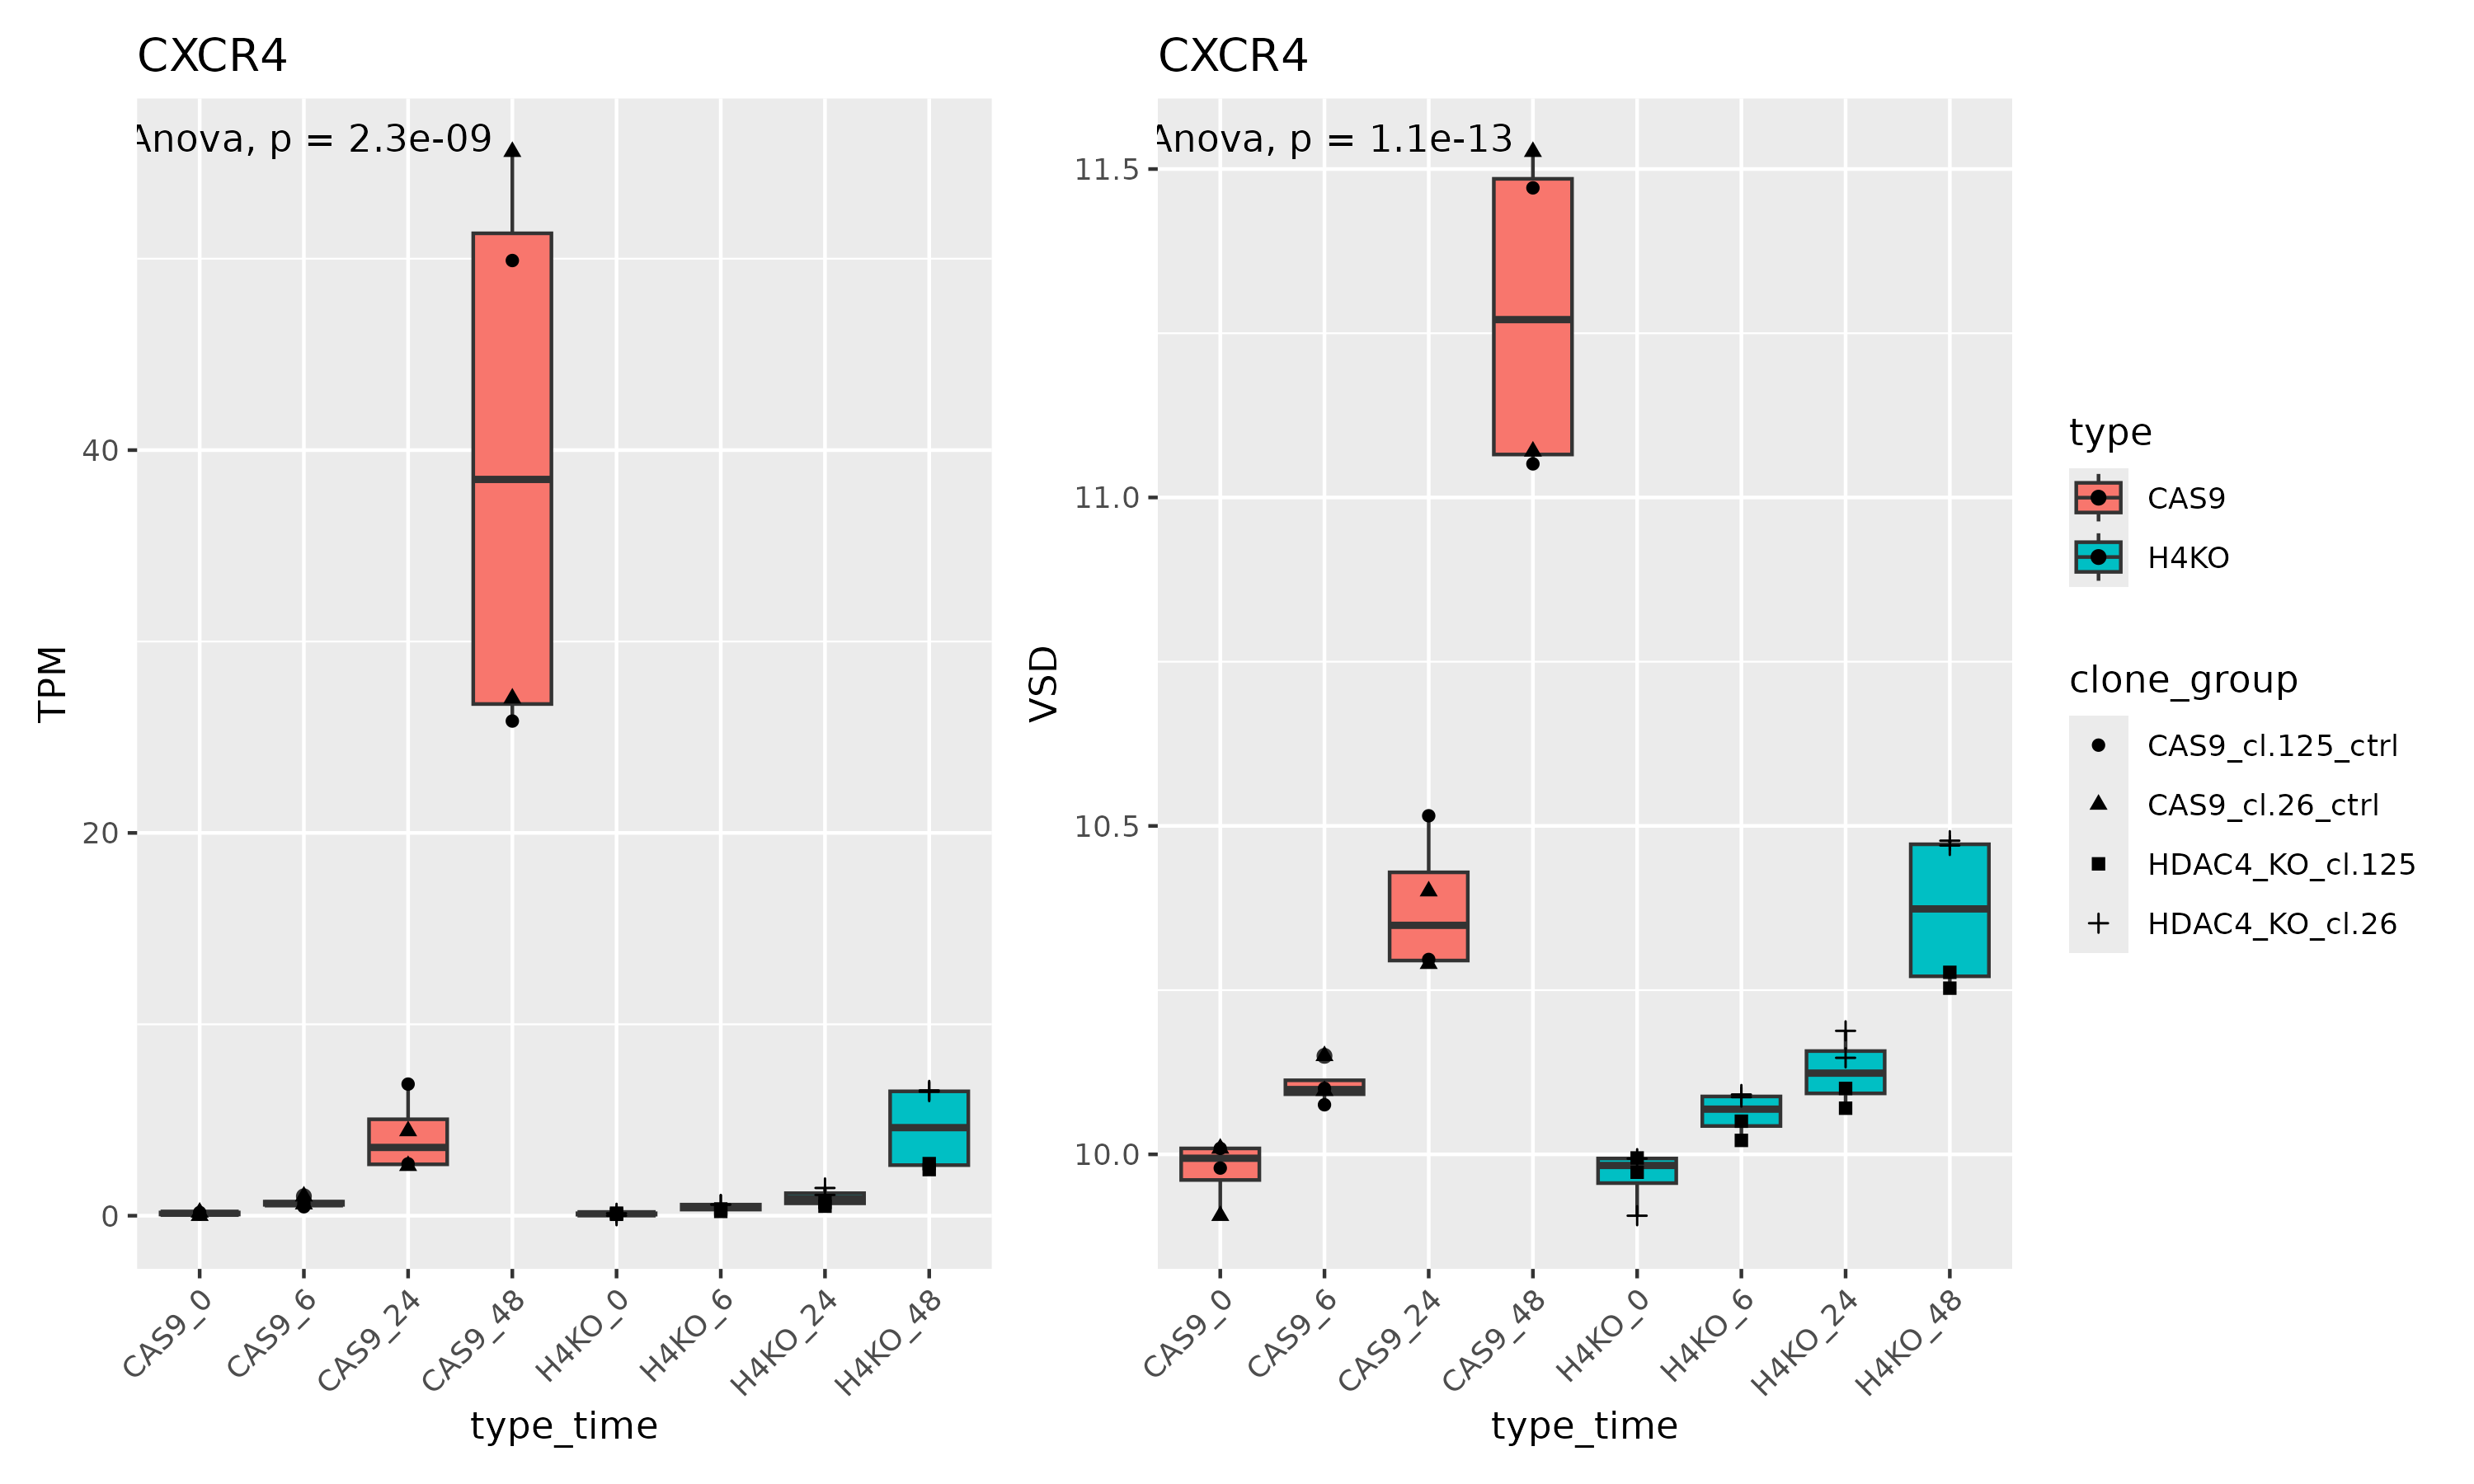 CXCR4
Anova, p = 2.3e-09
TPM
40
20
0
CAS9_0
CAS9_6
CAS9_24
CAS9_48
H4KO_0
H4KO_6
H4KO_24
H4KO_48
type_time
CXCR4
Anova, p = 1.1e-13
VSD
11.5
11.0
10.5
10.0
CAS9_0
CAS9_6
CAS9_24
CAS9_48
H4KO_0
H4KO_6
H4KO_24
H4KO_48
type_time
type
CAS9
H4KO
clone_group
CAS9_cl.125_ctrl
CAS9_cl.26_ctrl
HDAC4_KO_cl.125
HDAC4_KO_cl.26